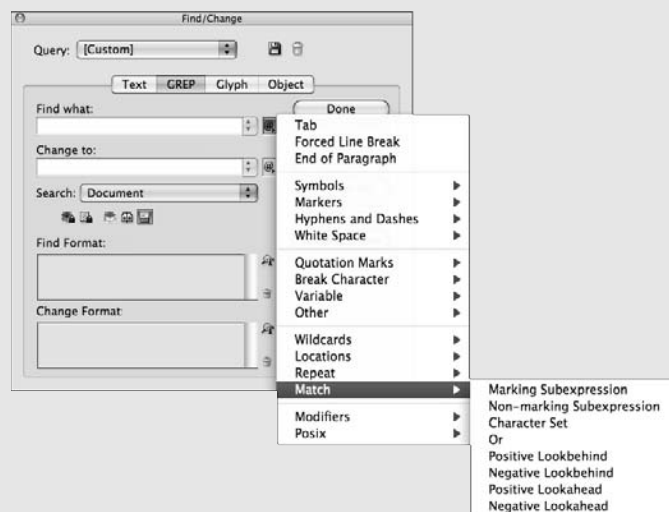 Find/Change
Query: [Custom]
Text GREP Glyph Object
Find what:
Done
Change to:
Search: Document
Find Format:
Change Format:
Tab
Forced Line Break
End of Paragraph
Symbols
Markers
Hyphens and Dashes
White Space
Quotation Marks
Break Character
Variable
Other
Wildcards
Locations
Repeat
Match
Modifiers
Posix
Marking Subexpression
Non-marking Subexpression
Character Set
Or
Positive Lookbehind
Negative Lookbehind
Positive Lookahead
Negative Lookahead